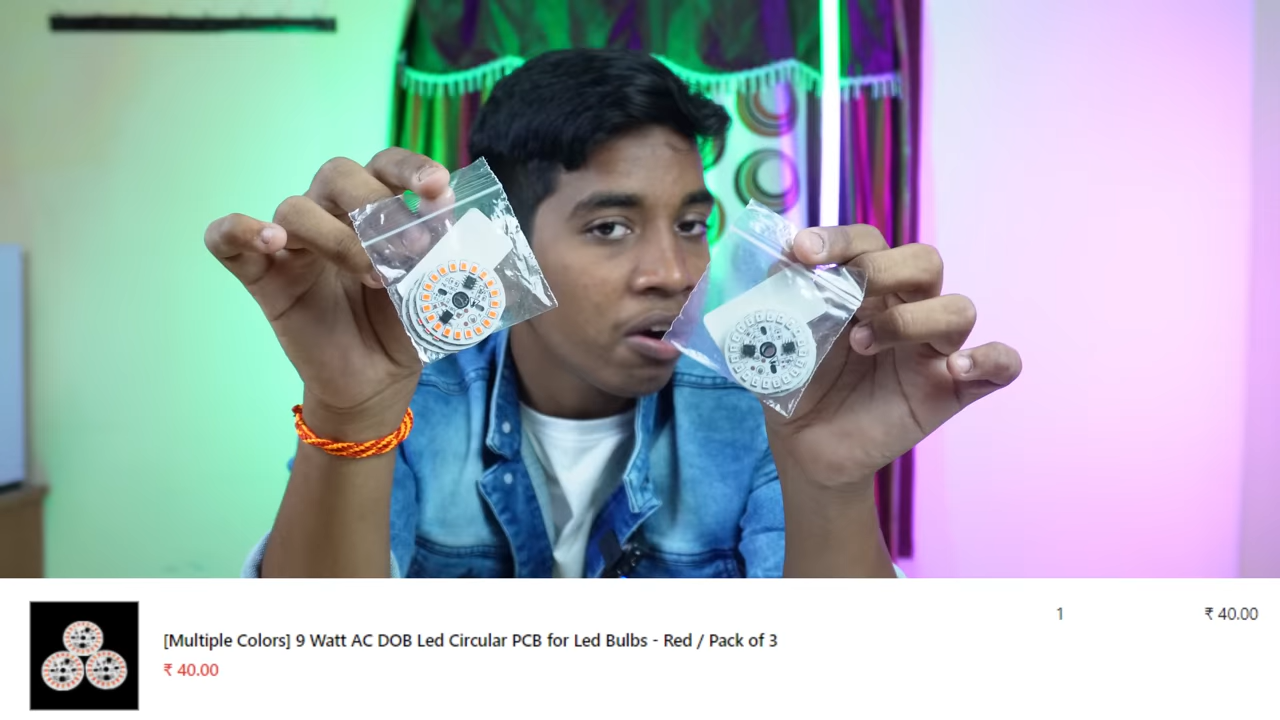 [Multiple Colors] 9 Watt AC DOB Led Circular PCB for Led Bulbs - Red / Pack of 3
1
₹ 40.00
₹ 40.00